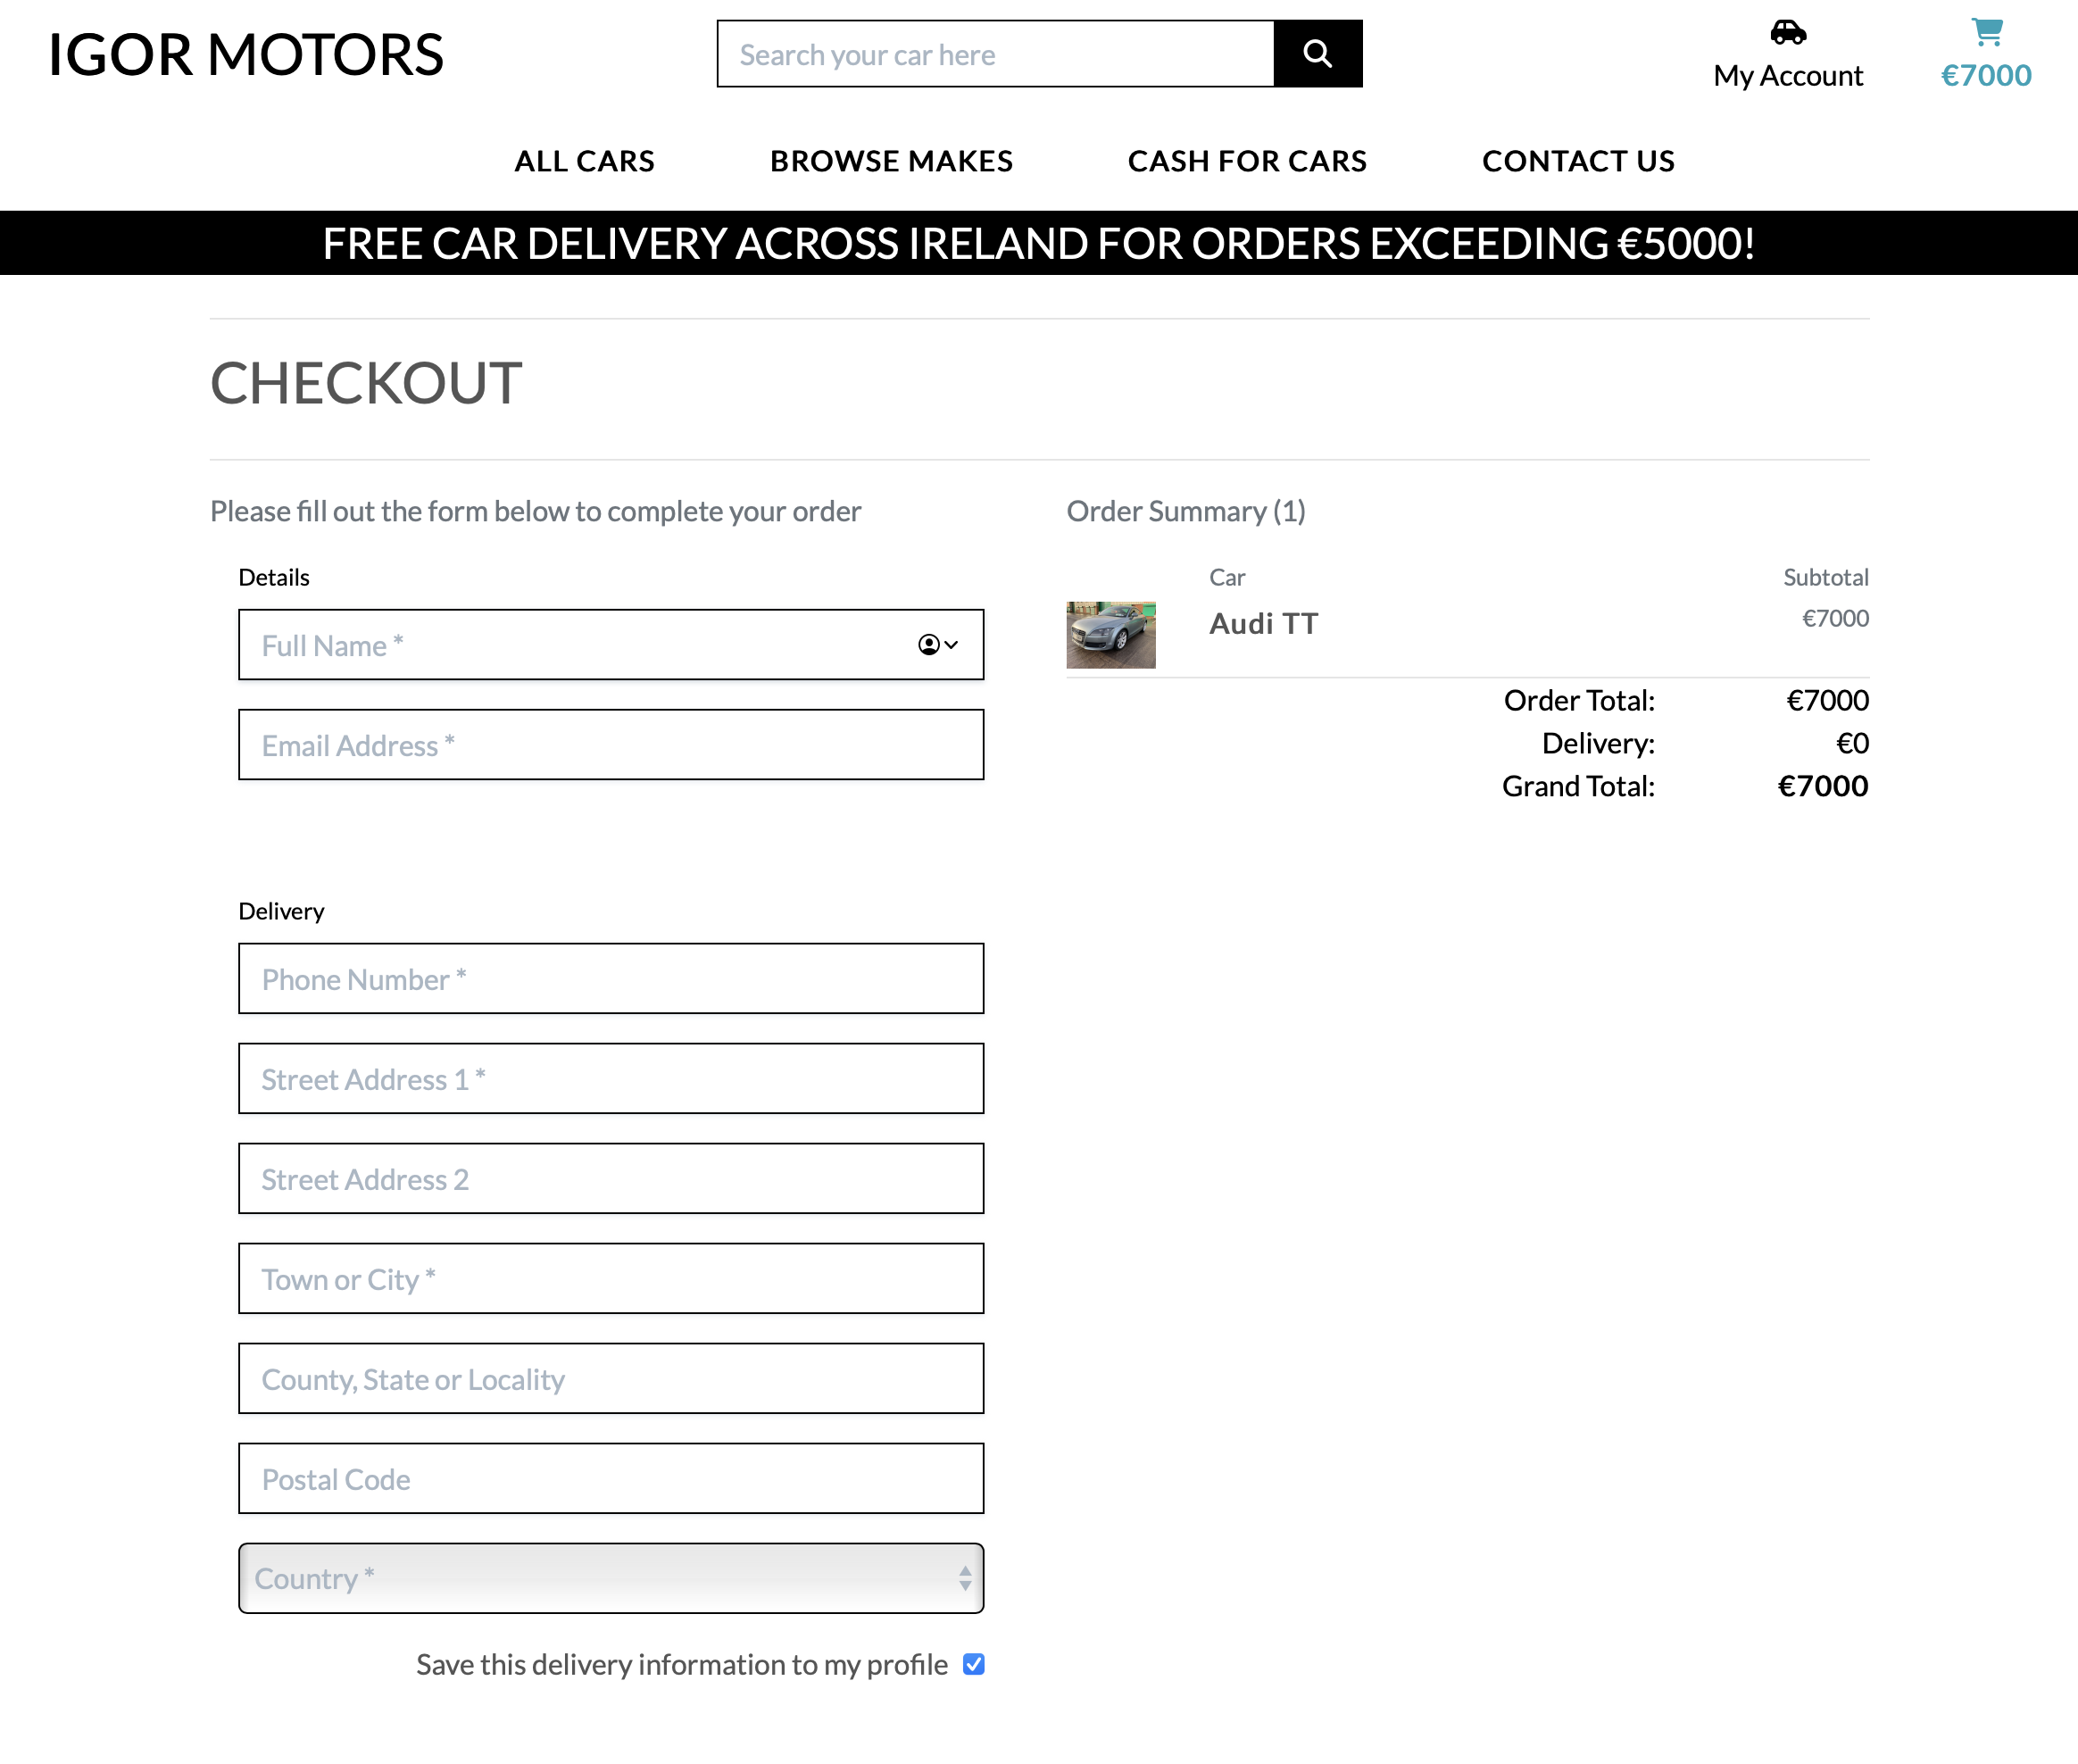 IGOR MOTORS
Search your car here
My Account
€7000
ALL CARS
BROWSE MAKES
CASH FOR CARS
CONTACT US
FREE CAR DELIVERY ACROSS IRELAND FOR ORDERS EXCEEDING €5000!
CHECKOUT
Please fill out the form below to complete your order
Details
Full Name *
Email Address *
Delivery
Phone Number *
Street Address 1 *
Street Address 2
Town or City *
County, State or Locality
Postal Code
Country *
Save this delivery information to my profile
Order Summary (1)
Car
Subtotal
Audi TT
€7000
Order Total: €7000
Delivery: €0
Grand Total: €7000